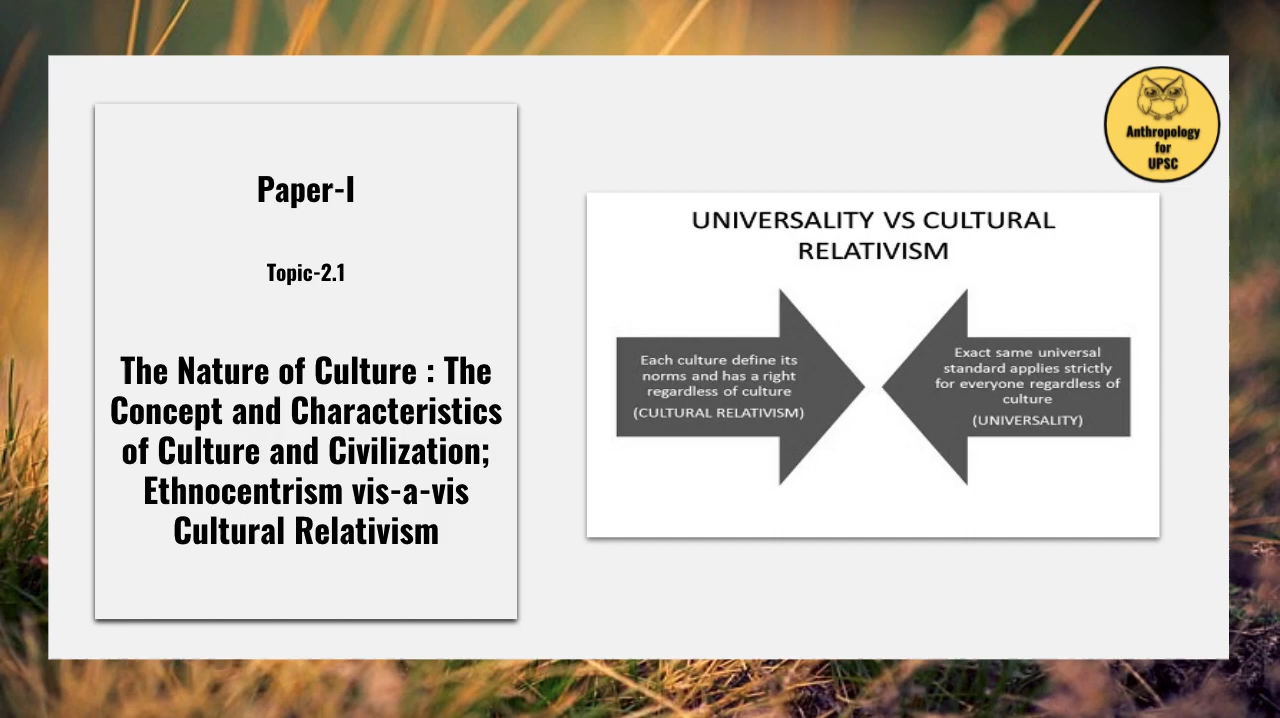 Paper-I
Topic-2.1
The Nature of Culture : The
Concept and Characteristics
of Culture and Civilization;
Ethnocentrism vis-a-vis
Cultural Relativism
Anthropology
for
UPSC
UNIVERSALITY VS CULTURAL
RELATIVISM
Each culture define its
norms and has a right
regardless of culture
(CULTURAL RELATIVISM)
Exact same universal
standard applies strictly
for everyone regardless of
culture
(UNIVERSALITY)